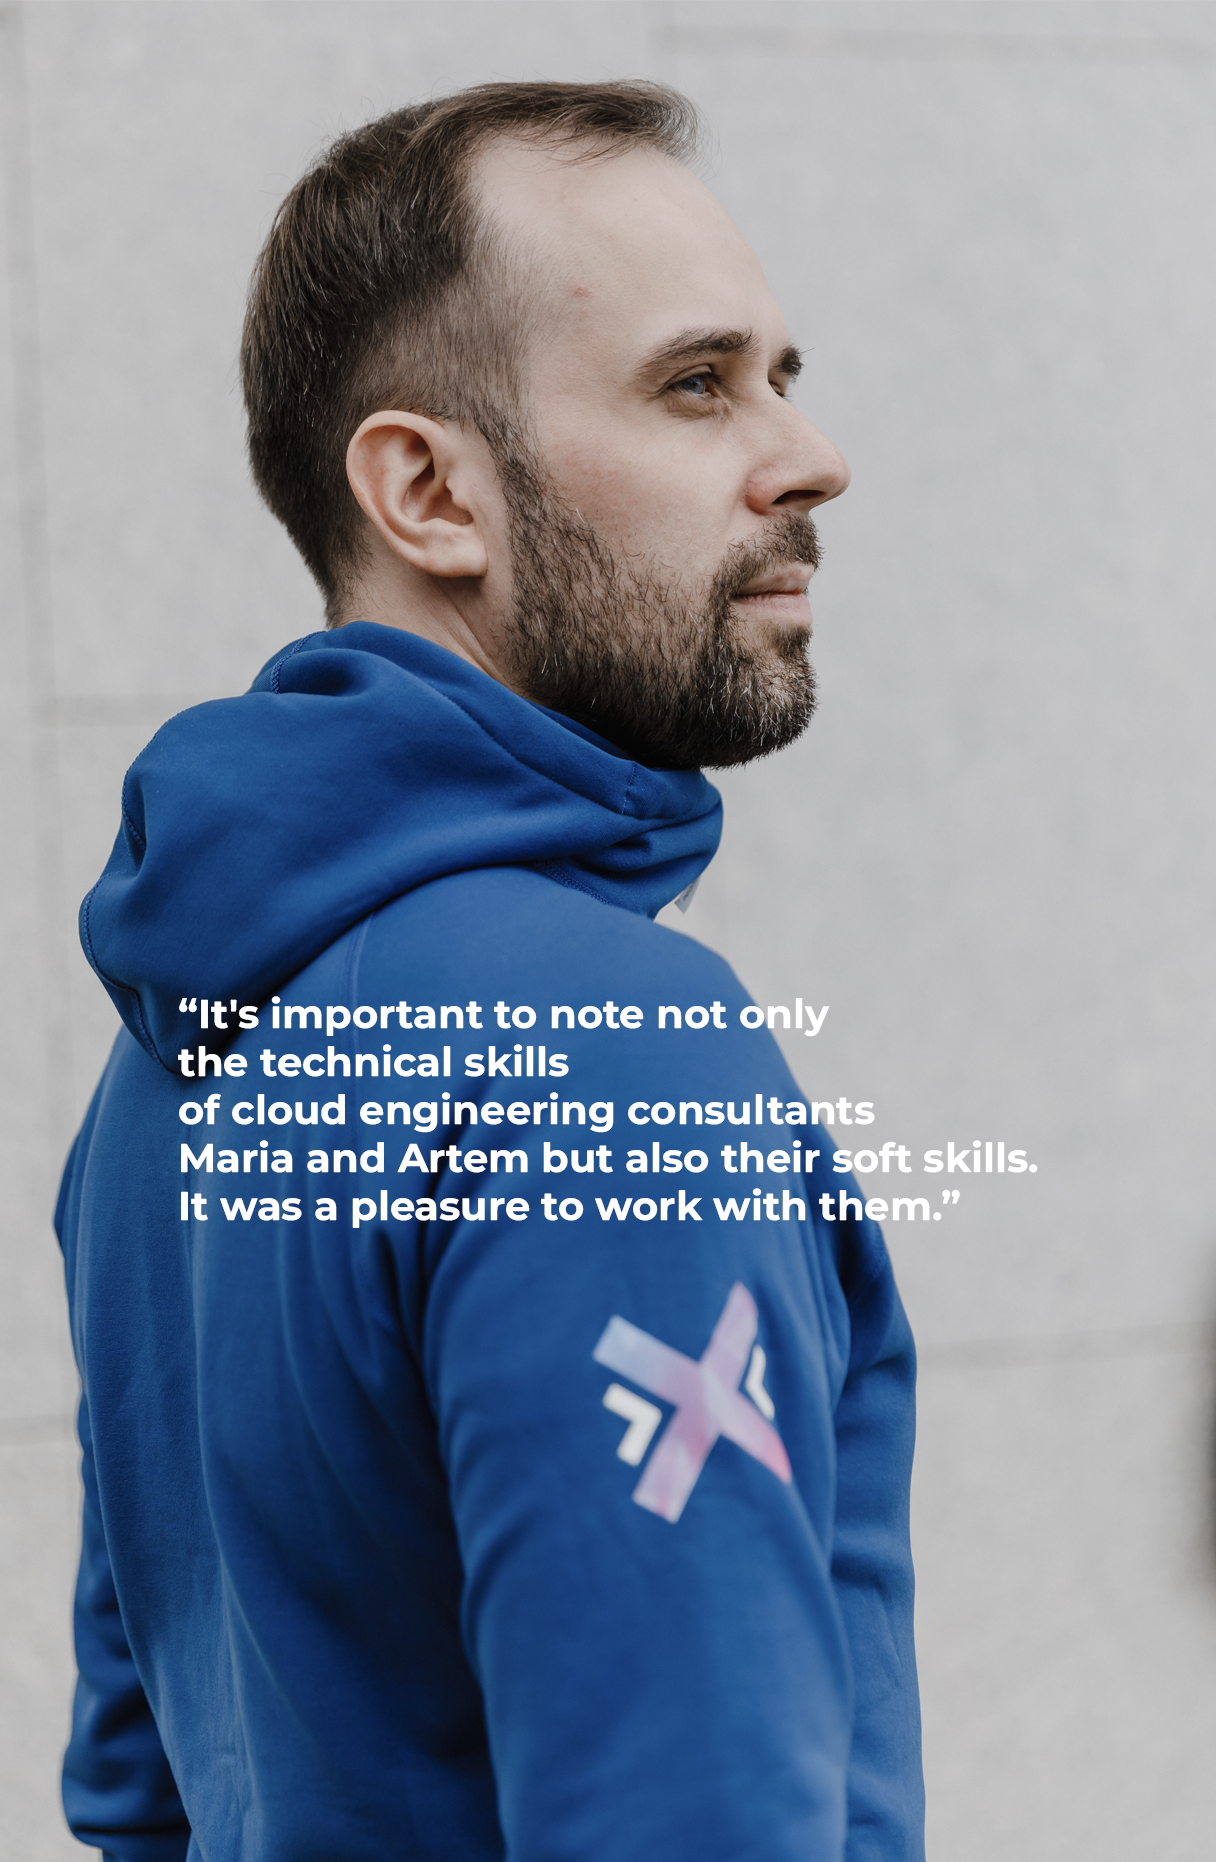 “It's important to note not only
the technical skills
of cloud engineering consultants
Maria and Artem but also their soft skills.
It was a pleasure to work with them.”